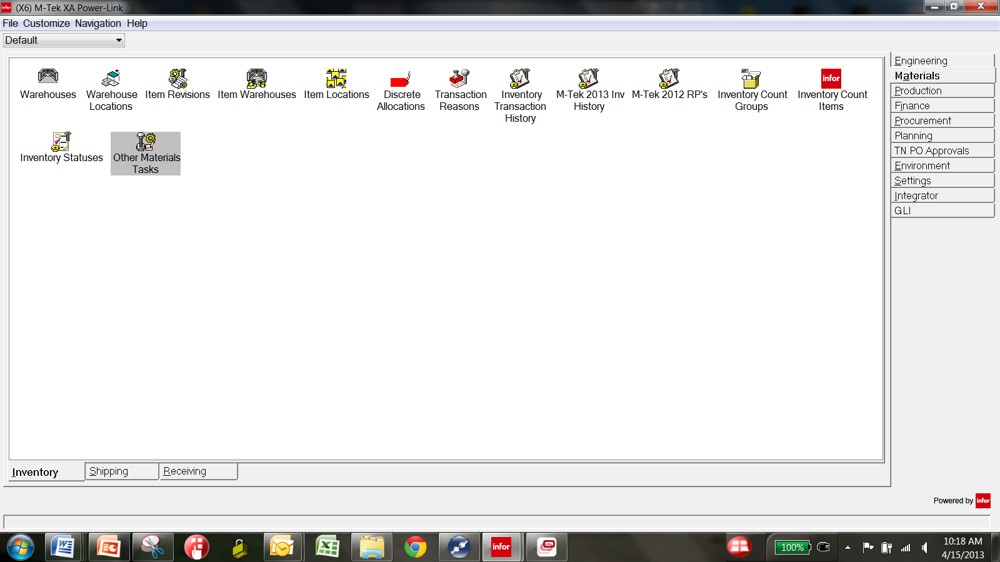 infor (X6) M-Tek XA Power-Link
File Customize Navigation Help
Default
Warehouses
Warehouse
Locations
Item Revisions
Item Warehouses
Item Locations
Discrete
Allocations
Transaction
Reasons
Inventory
Transaction
History
M-Tek 2013 Inv
History
M-Tek 2012 RP's
Inventory Count
Groups
infor
Inventory Count
Items
Inventory Statuses
Other Materials
Tasks
Engineering
Materials
Production
Finance
Procurement
Planning
TN PO Approvals
Environment
Settings
Integrator
GLI
Inventory
Shipping
Receiving
Powered by infor
infor
100%
10:18 AM
4/15/2013